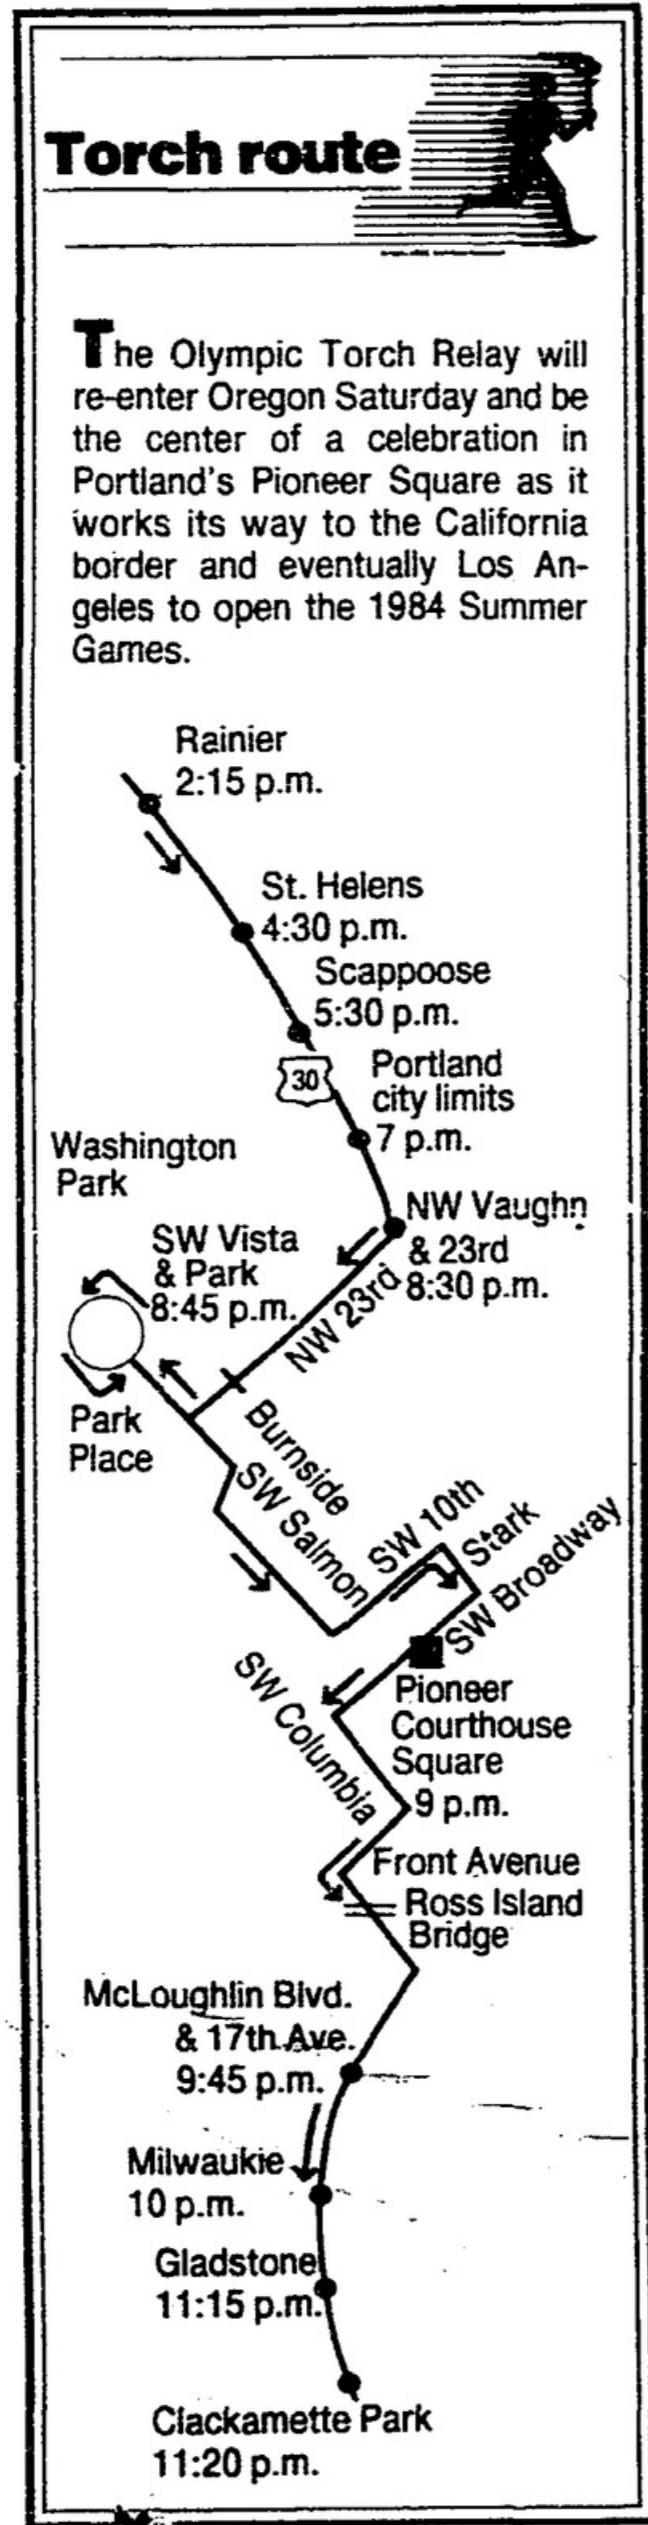 Torch route
The Olympic Torch Relay will
re-enter Oregon Saturday and be
the center of a celebration in
Portland's Pioneer Square as it
works its way to the California
border and eventually Los An-
geles to open the 1984 Summer
Games.
Rainier
2:15 p.m.
St. Helens
4:30 p.m.
Scappoose
5:30 p.m.
30
Portland
city limits
7 p.m.
Washington
Park
NW Vaughn
& 23rd
8:30 p.m.
SW Vista
& Park
8:45 p.m.
NW 23rd
Park
Place
Burnside
SW Salmon
SW 10th
Stark
SW Broadway
Pioneer
Courthouse
Square
9 p.m.
SW Columbia
Front Avenue
Ross Island
Bridge
McLoughlin Blvd.
& 17th Ave.
9:45 p.m.
Milwaukie
10 p.m.
Gladstone
11:15 p.m.
Clackamette Park
11:20 p.m.